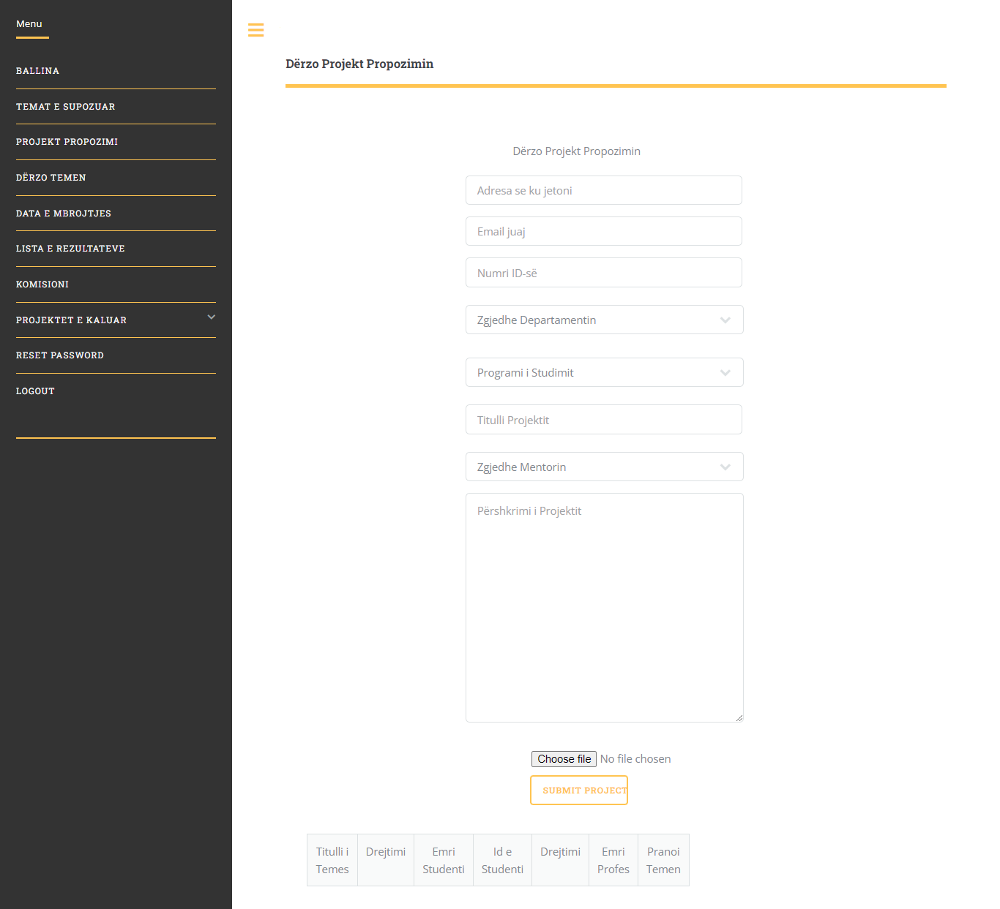 Menu
BALLINA
TEMAT E SUPOZUAR
PROJEKT PROPOZIMI
DËRZO TEMEN
DATA E MBROJTJES
LISTA E REZULTATEVE
KOMISIONI
PROJEKTET E KALUAR
RESET PASSWORD
LOGOUT
Dërzo Projekt Propozimin
Dërzo Projekt Propozimin
Adresa se ku jetoni
Email juaj
Numri ID-së
Zgjedhe Departamentin
Programi i Studimit
Titulli Projektit
Zgjedhe Mentorin
Përshkrimi i Projektit
Choose file No file chosen
SUBMIT PROJECT
Titulli i Drejtimi Emri Id e Drejtimi Emri Pranoi
Temes Studenti Studenti Profes Temen